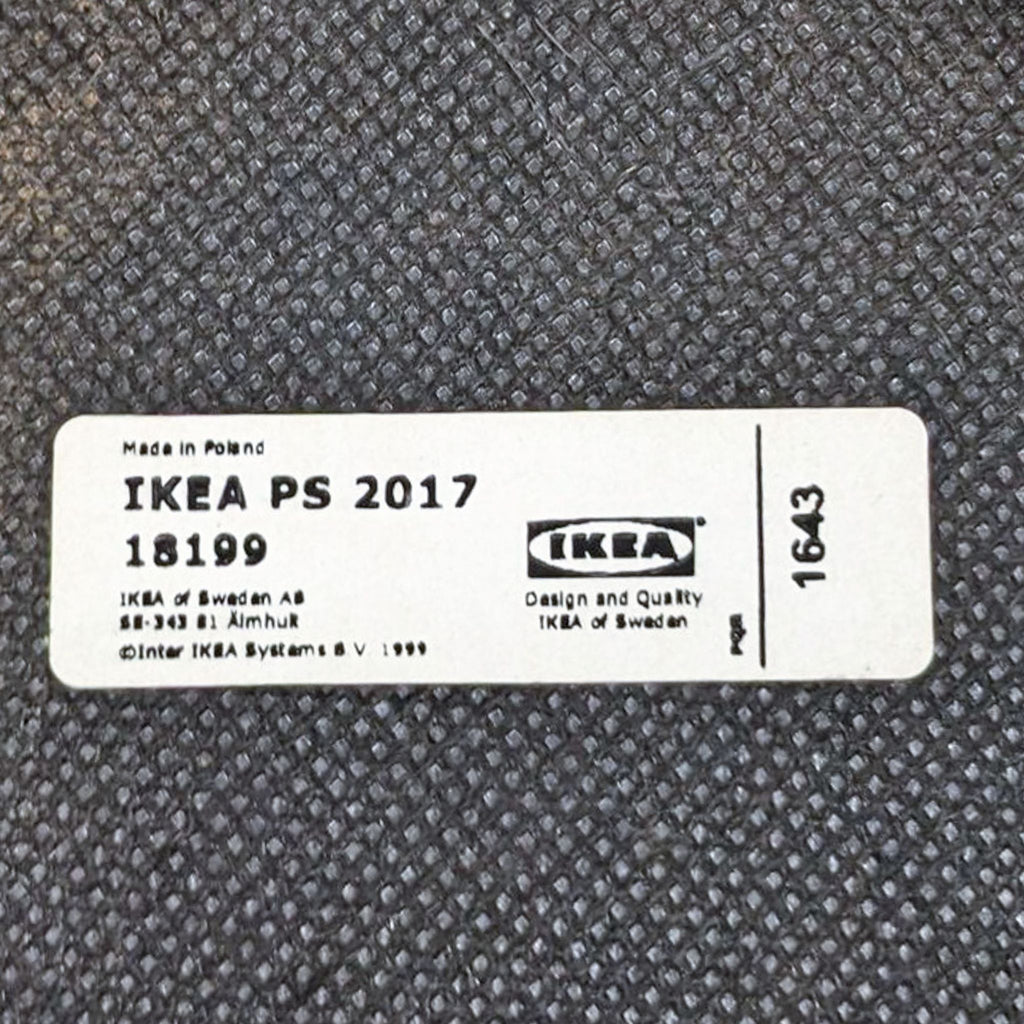 Made in Poland
IKEA PS 2017
18199
IKEA of Sweden AB
SE-343 81 Älmhult
©Inter IKEA Systems B V 1999
IKEA®
Design and Quality
IKEA of Sweden
1643